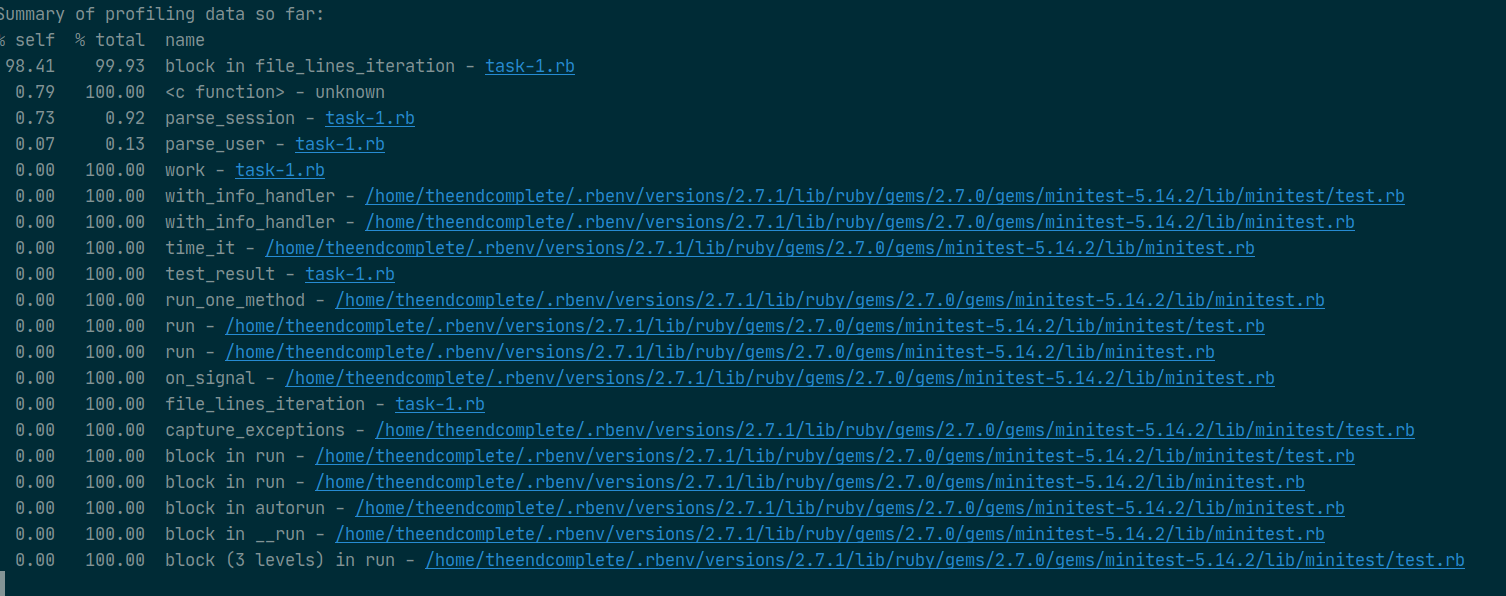 Summary of profiling data so far:
% self  % total  name
98.41    99.93  block in file_lines_iteration - task-1.rb
0.79   100.00  <c function> - unknown
0.73     0.92  parse_session - task-1.rb
0.07     0.13  parse_user - task-1.rb
0.00   100.00  work - task-1.rb
0.00   100.00  with_info_handler - /home/theendcomplete/.rbenv/versions/2.7.1/lib/ruby/gems/2.7.0/gems/minitest-5.14.2/lib/minitest/test.rb
0.00   100.00  with_info_handler - /home/theendcomplete/.rbenv/versions/2.7.1/lib/ruby/gems/2.7.0/gems/minitest-5.14.2/lib/minitest.rb
0.00   100.00  time_it - /home/theendcomplete/.rbenv/versions/2.7.1/lib/ruby/gems/2.7.0/gems/minitest-5.14.2/lib/minitest.rb
0.00   100.00  test_result - task-1.rb
0.00   100.00  run_one_method - /home/theendcomplete/.rbenv/versions/2.7.1/lib/ruby/gems/2.7.0/gems/minitest-5.14.2/lib/minitest.rb
0.00   100.00  run - /home/theendcomplete/.rbenv/versions/2.7.1/lib/ruby/gems/2.7.0/gems/minitest-5.14.2/lib/minitest/test.rb
0.00   100.00  run - /home/theendcomplete/.rbenv/versions/2.7.1/lib/ruby/gems/2.7.0/gems/minitest-5.14.2/lib/minitest.rb
0.00   100.00  on_signal - /home/theendcomplete/.rbenv/versions/2.7.1/lib/ruby/gems/2.7.0/gems/minitest-5.14.2/lib/minitest.rb
0.00   100.00  file_lines_iteration - task-1.rb
0.00   100.00  capture_exceptions - /home/theendcomplete/.rbenv/versions/2.7.1/lib/ruby/gems/2.7.0/gems/minitest-5.14.2/lib/minitest/test.rb
0.00   100.00  block in run - /home/theendcomplete/.rbenv/versions/2.7.1/lib/ruby/gems/2.7.0/gems/minitest-5.14.2/lib/minitest/test.rb
0.00   100.00  block in run - /home/theendcomplete/.rbenv/versions/2.7.1/lib/ruby/gems/2.7.0/gems/minitest-5.14.2/lib/minitest.rb
0.00   100.00  block in autorun - /home/theendcomplete/.rbenv/versions/2.7.1/lib/ruby/gems/2.7.0/gems/minitest-5.14.2/lib/minitest.rb
0.00   100.00  block in __run - /home/theendcomplete/.rbenv/versions/2.7.1/lib/ruby/gems/2.7.0/gems/minitest-5.14.2/lib/minitest.rb
0.00   100.00  block (3 levels) in run - /home/theendcomplete/.rbenv/versions/2.7.1/lib/ruby/gems/2.7.0/gems/minitest-5.14.2/lib/minitest/test.rb